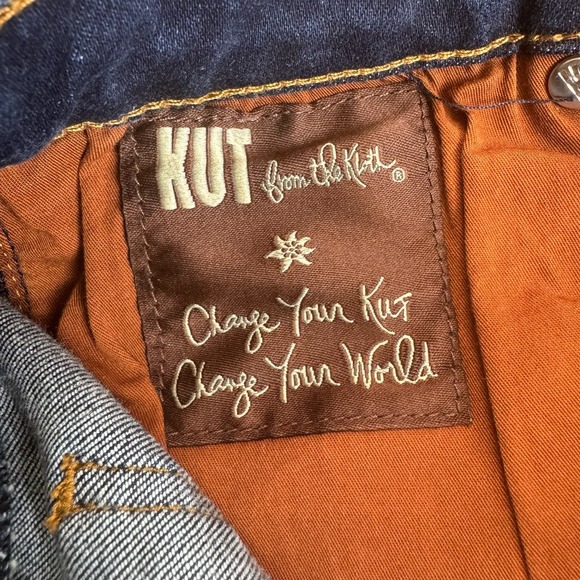 KUT from the Kloth ®
Change Your KUT
Change Your World